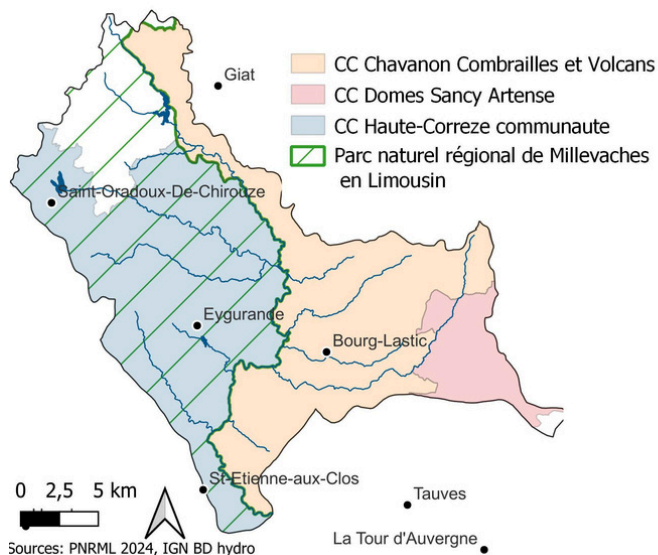 Giat
CC Chavanon Combrailles et Volcans
CC Domes Sancy Artense
CC Haute-Correze communaute
Parc naturel régional de Millevaches
en Limousin
Saint-Oradoux-De-Chirouze
Eygurande
Bourg-Lastic
St-Etienne-aux-Clos
Tauves
La Tour d'Auvergne
0 2,5 5 km
Sources: PNRML 2024, IGN BD hydro